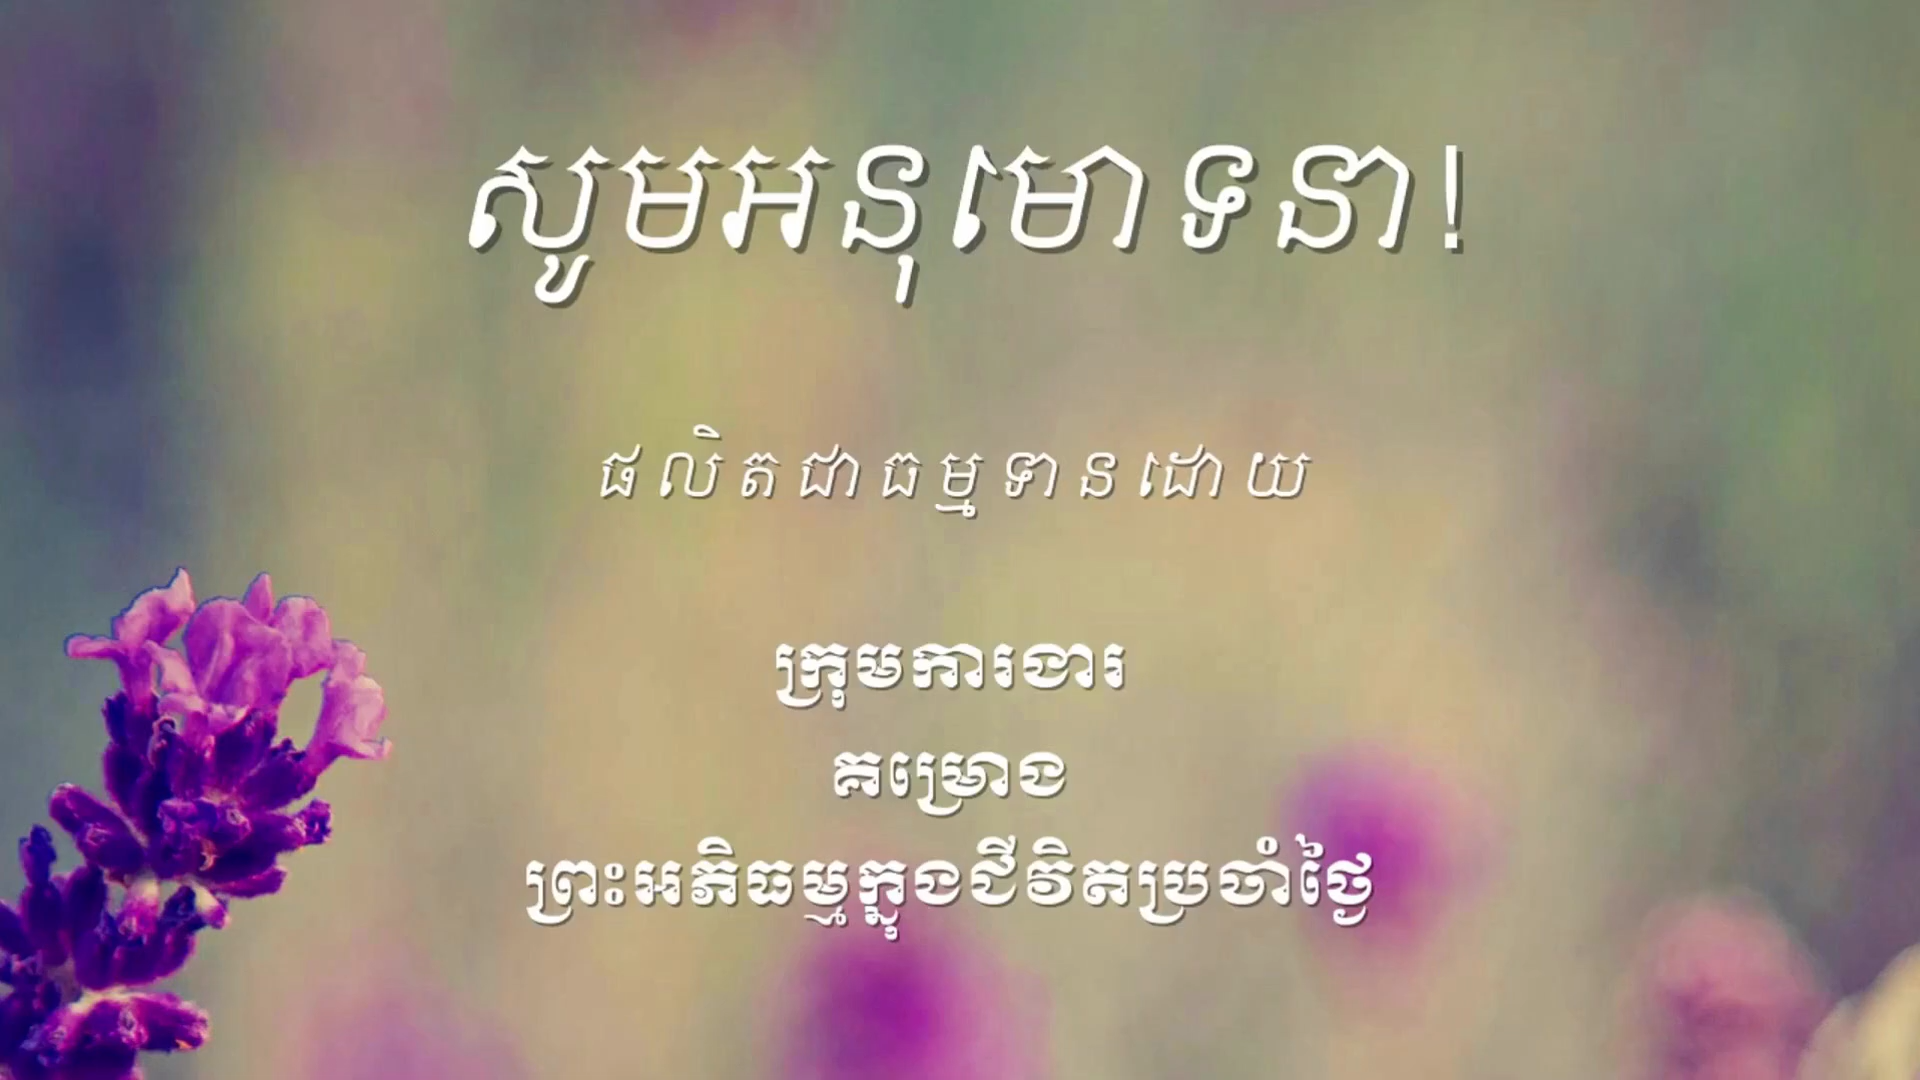 សូមអនុមោទនា!
ផលិតជាធម្មទានដោយ
ក្រុមការងារ
គម្រោង
ព្រះអភិធម្មក្នុងជីវិតប្រចាំថ្ងៃ